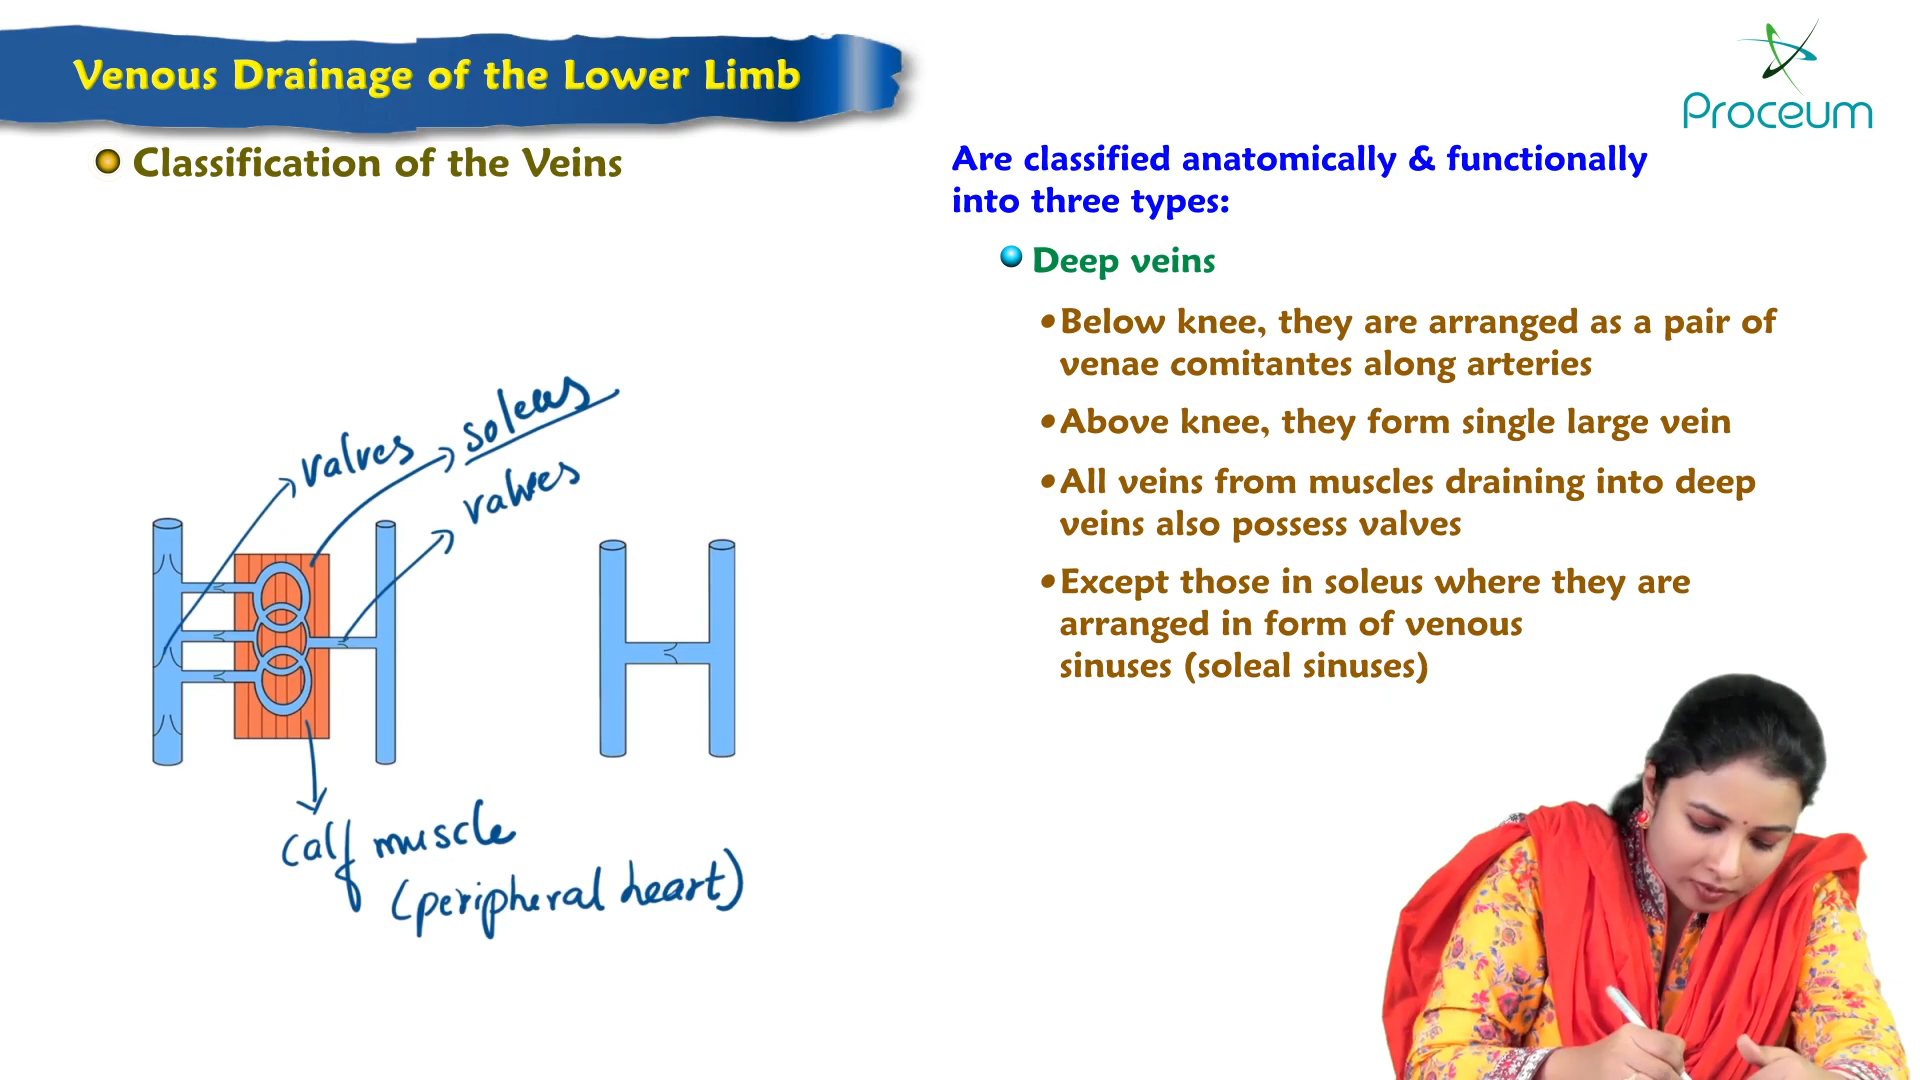 Venous Drainage of the Lower Limb
Proceum
Classification of the Veins
valves
soleus
valves
calf muscle
(peripheral heart)
Are classified anatomically & functionally
into three types:
Deep veins
•Below knee, they are arranged as a pair of
venae comitantes along arteries
•Above knee, they form single large vein
•All veins from muscles draining into deep
veins also possess valves
•Except those in soleus where they are
arranged in form of venous
sinuses (soleal sinuses)